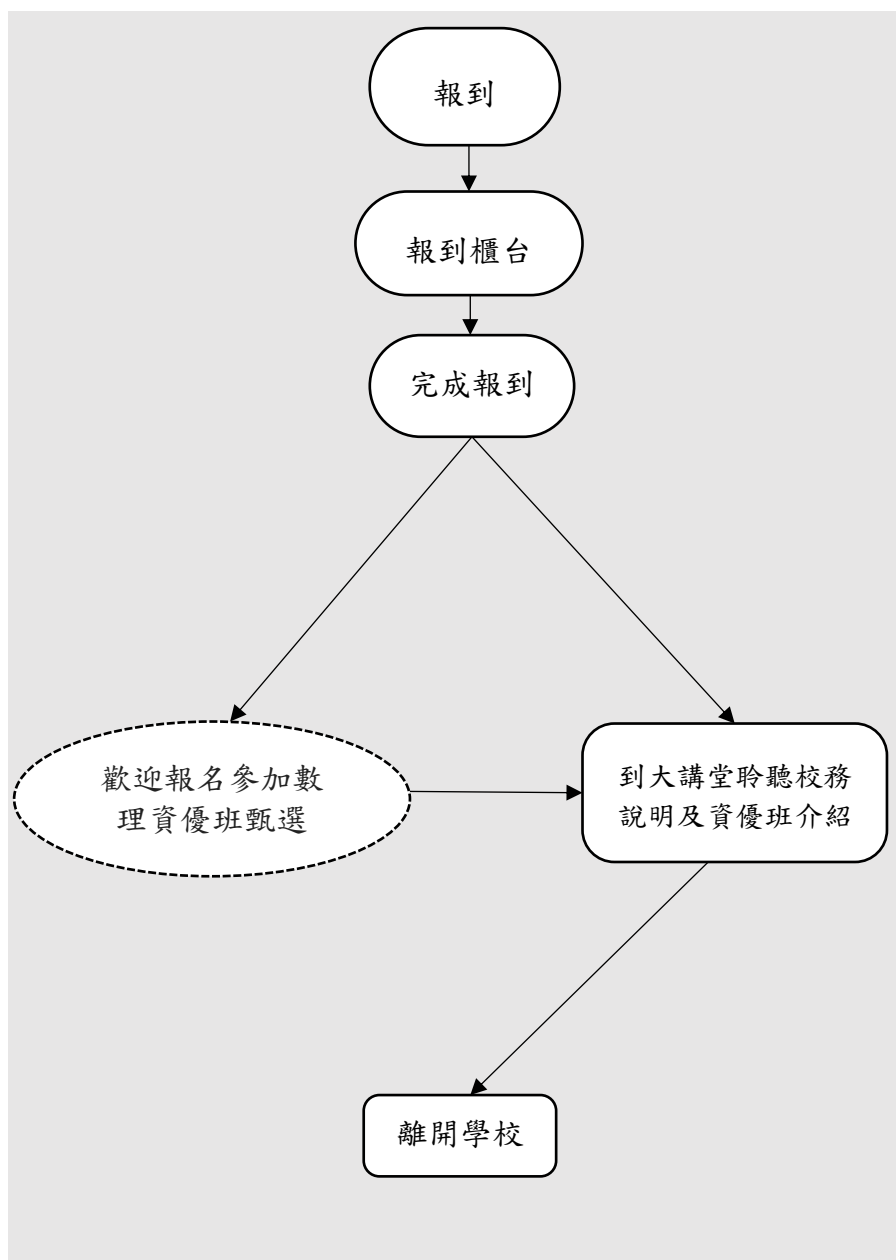 報到
報到櫃台
完成報到
歡迎報名參加數
理資優班甄選
到大講堂聆聽校務
說明及資優班介紹
離開學校